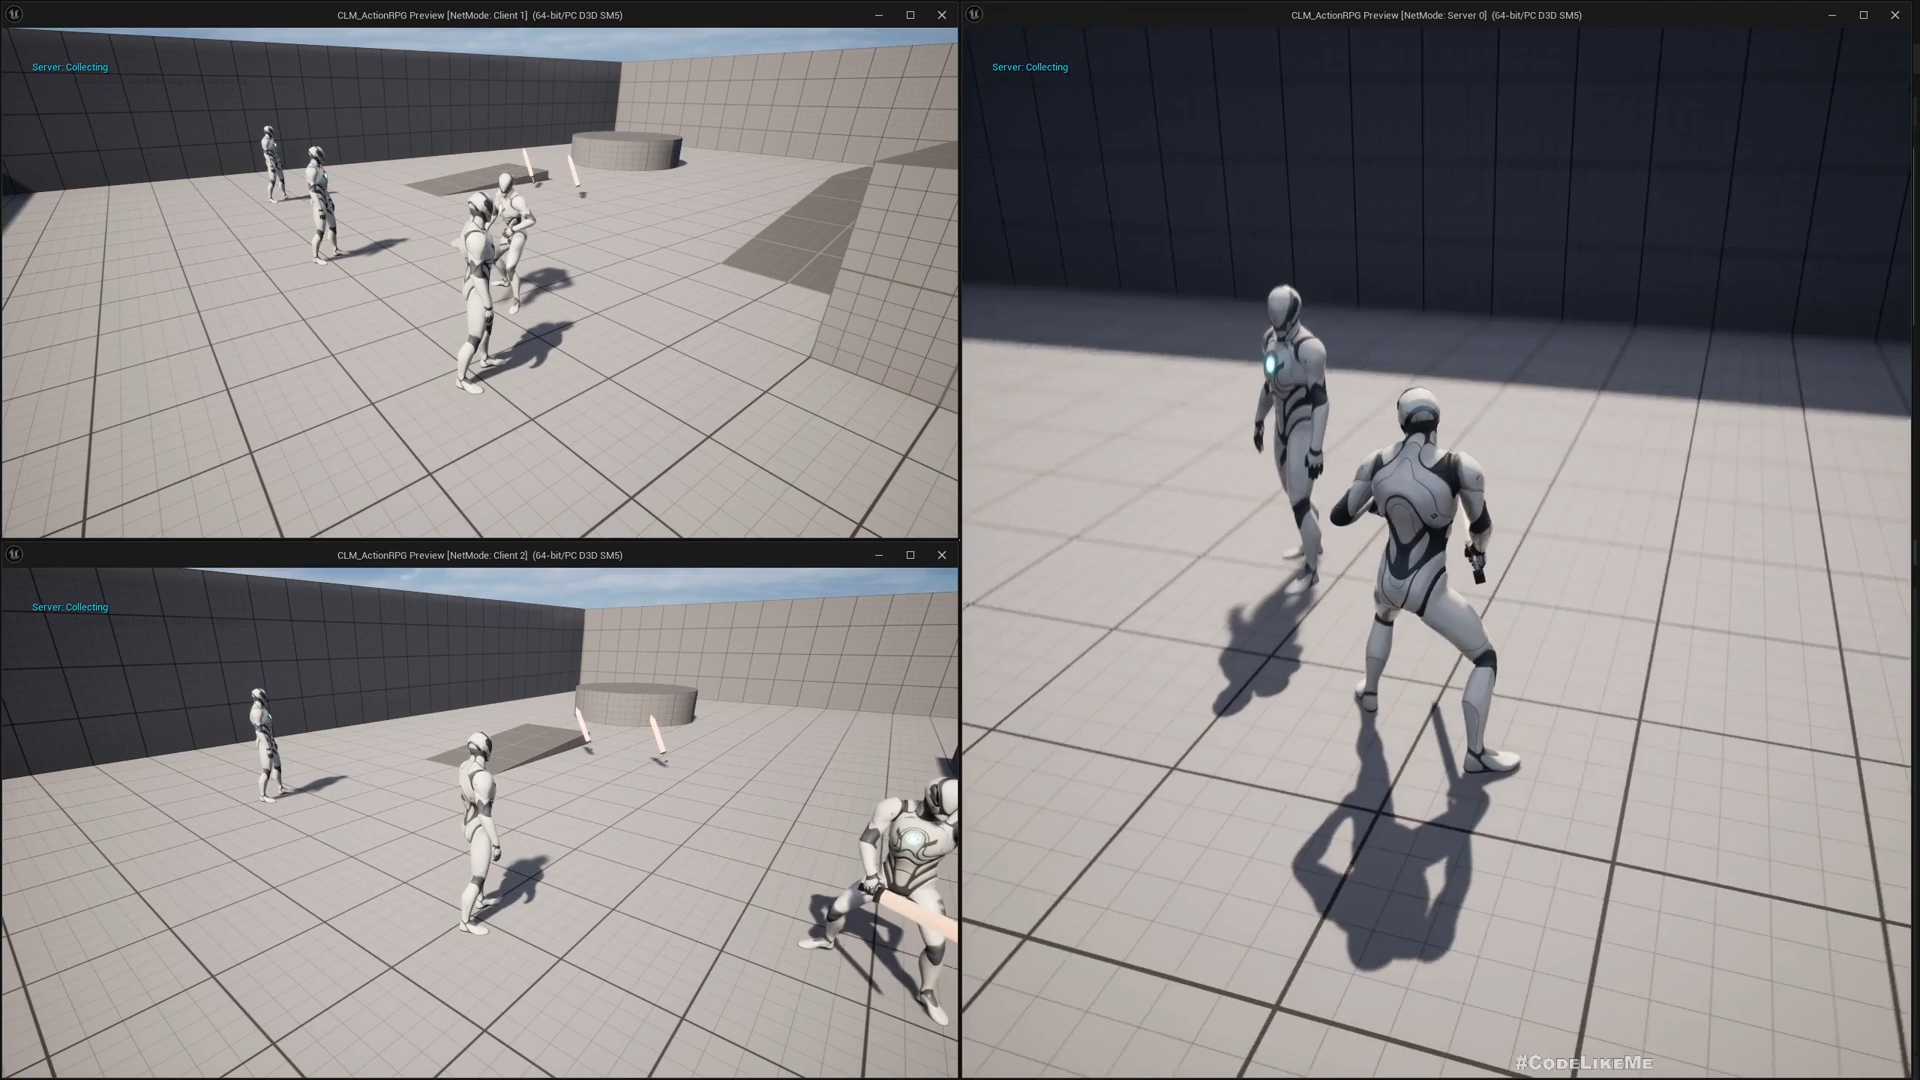 CLM_ActionRPG Preview [NetMode: Client 1] (64-bit/PC D3D SM5)
Server: Collecting
CLM_ActionRPG Preview [NetMode: Client 2] (64-bit/PC D3D SM5)
Server: Collecting
CLM_ActionRPG Preview [NetMode: Server 0] (64-bit/PC D3D SM5)
Server: Collecting
#CodeLikeMe